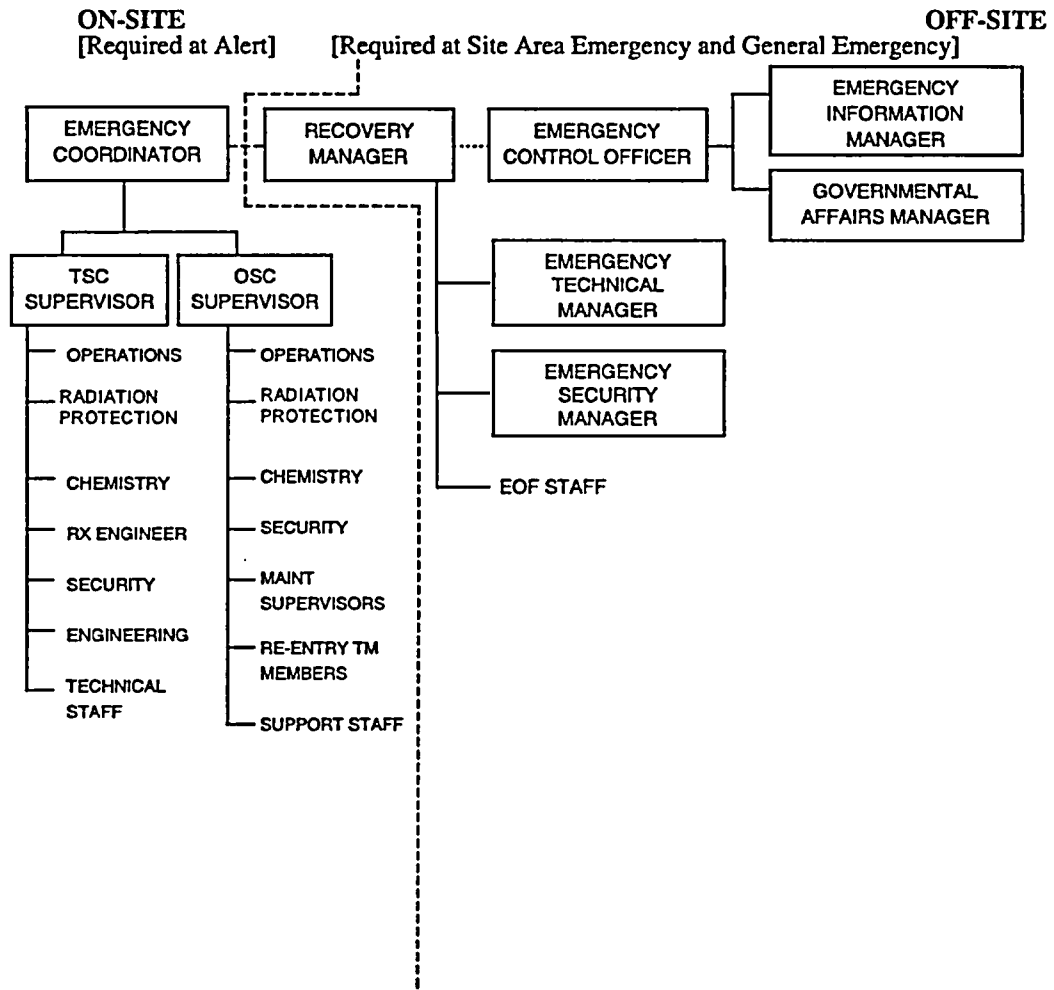 ON-SITE
OFF-SITE
[Required at Alert]
[Required at Site Area Emergency and General Emergency]
EMERGENCY
COORDINATOR
RECOVERY
MANAGER
EMERGENCY
CONTROL OFFICER
EMERGENCY
INFORMATION
MANAGER
GOVERNMENTAL
AFFAIRS MANAGER
TSC
SUPERVISOR
OPERATIONS
RADIATION
PROTECTION
CHEMISTRY
RX ENGINEER
SECURITY
ENGINEERING
TECHNICAL
STAFF
OSC
SUPERVISOR
OPERATIONS
RADIATION
PROTECTION
CHEMISTRY
SECURITY
MAINT
SUPERVISORS
RE-ENTRY TM
MEMBERS
SUPPORT STAFF
EMERGENCY
TECHNICAL
MANAGER
EMERGENCY
SECURITY
MANAGER
EOF STAFF